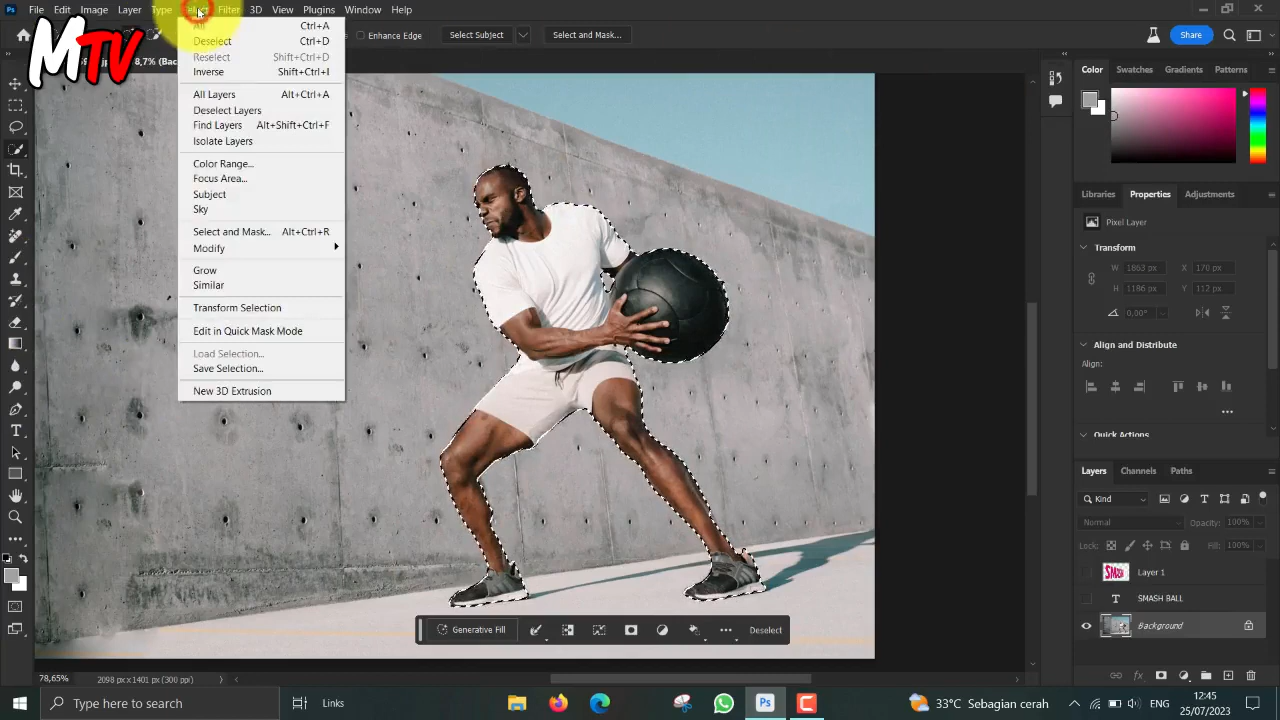 File Edit Image Layer Type Select Filter 3D View Plugins Window Help
Enhance Edge Select Subject Select and Mask... Share
MTV
All Ctrl+A
Deselect Ctrl+D
Reselect Shift+Ctrl+D
Inverse Shift+Ctrl+I
All Layers Alt+Ctrl+A
Deselect Layers
Find Layers Alt+Shift+Ctrl+F
Isolate Layers
Color Range...
Focus Area...
Subject
Sky
Select and Mask... Alt+Ctrl+R
Modify
Grow
Similar
Transform Selection
Edit in Quick Mask Mode
Load Selection...
Save Selection...
New 3D Extrusion
Color Swatches Gradients Patterns
Libraries Properties Adjustments
Pixel Layer
Transform
W 1863 px X 170 px
H 1186 px Y 112 px
0,00°
Align and Distribute
Align:
Quick Actions
Layers Channels Paths
Kind
Normal Opacity: 100%
Lock: Fill: 100%
SMASH Layer 1
T SMASH BALL
Background
Generative Fill Deselect
78,65% 2098 px x 1401 px (300 ppi)
Type here to search Links 33°C Sebagian cerah ENG 12:45
25/07/2023